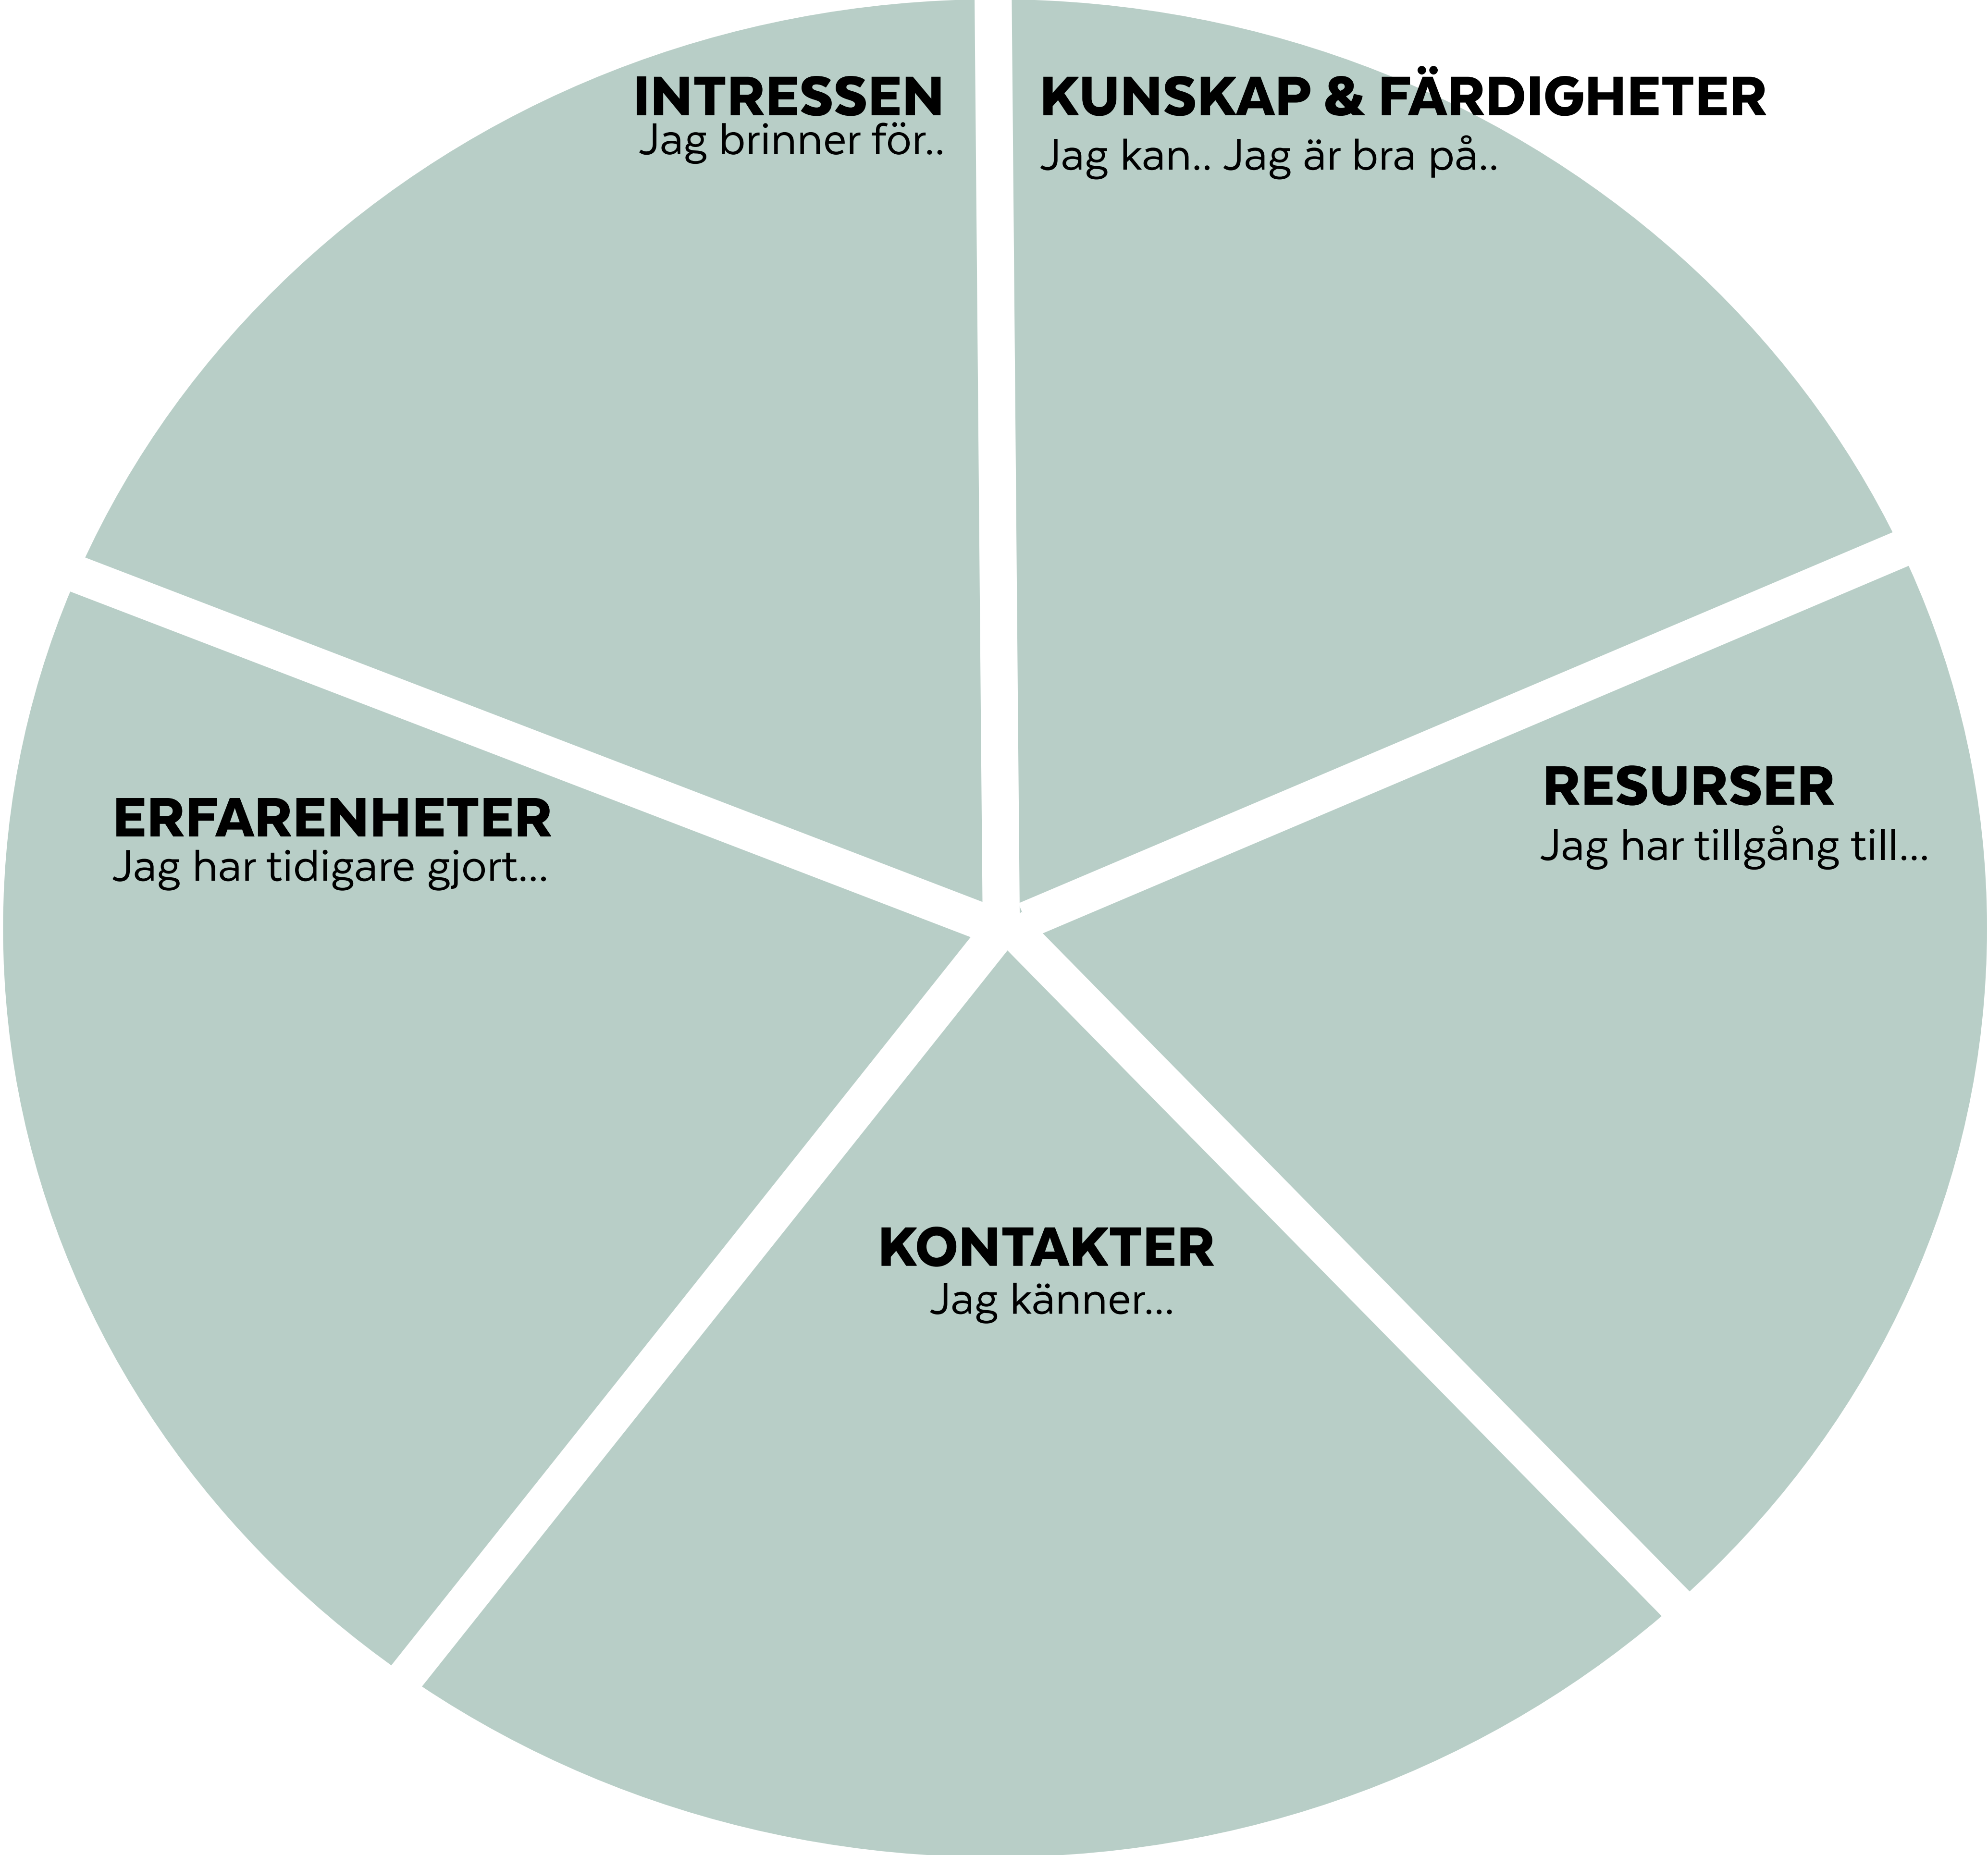 INTRESSEN
Jag brinner för..
KUNSKAP & FÄRDIGHETER
Jag kan.. Jag är bra på..
ERFARENHETER
Jag har tidigare gjort...
RESURSER
Jag har tillgång till...
KONTAKTER
Jag känner...